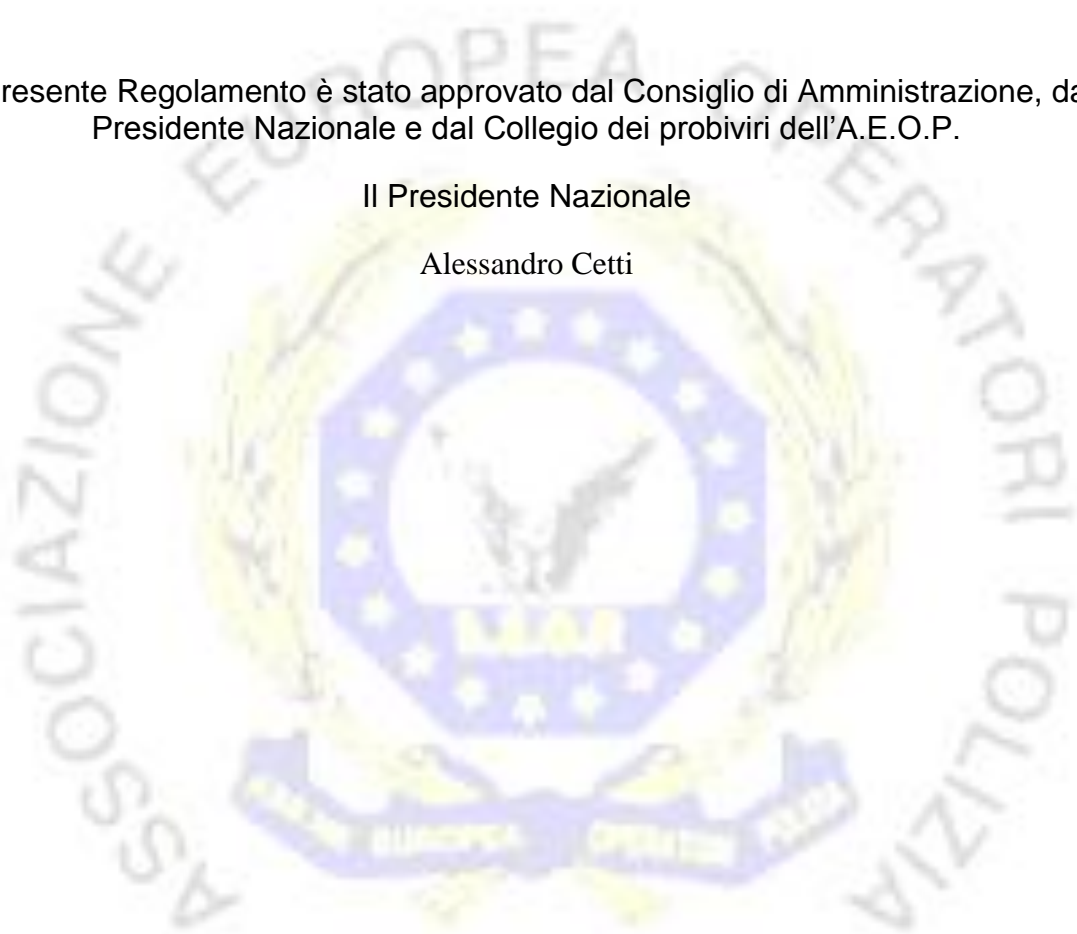 resente Regolamento è stato approvato dal Consiglio di Amministrazione, da
Presidente Nazionale e dal Collegio dei probiviri dell'A.E.O.P.
Il Presidente Nazionale
Alessandro Cetti
ASSOCIAZIONE EUROPEA OPERATORI POLIZIA
A.E.O.P.